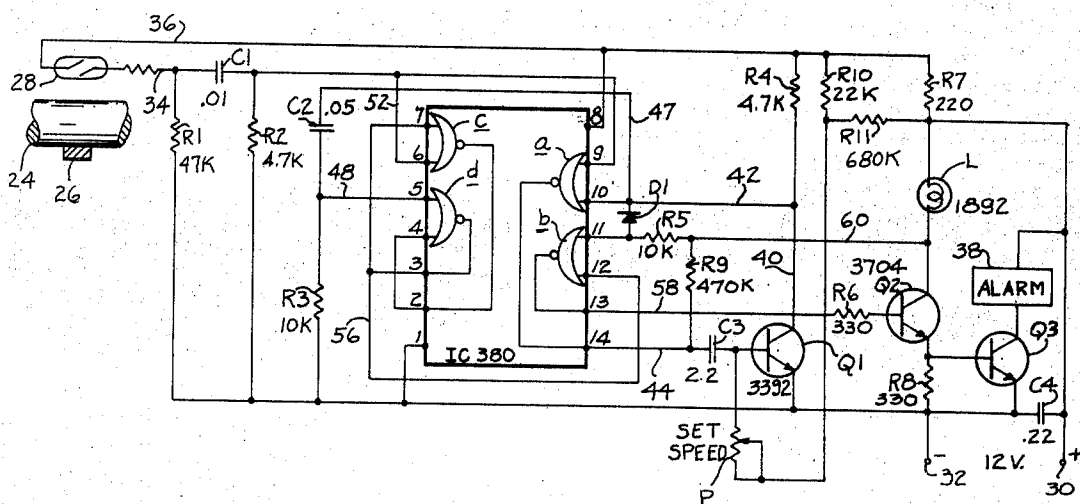 36
28
34
C1
.01
24
26
R1
47K
R2
4.7K
C2 .05
52
48
R3
10K
56
7
6
5
4
3
2
1
c
d
a
b
8
9
10
11
12
13
14
IC 380
47
42
D1
R5
10K
R9
470K
60
58
44
C3
2.2
40
R4
4.7K
R10
22K
R11
680K
R7
220
L
1892
38
ALARM
3704
Q2
R6
330
Q1
3392
Q3
R8
330
C4
.22
SET
SPEED
P
- 32
12V.
+ 30